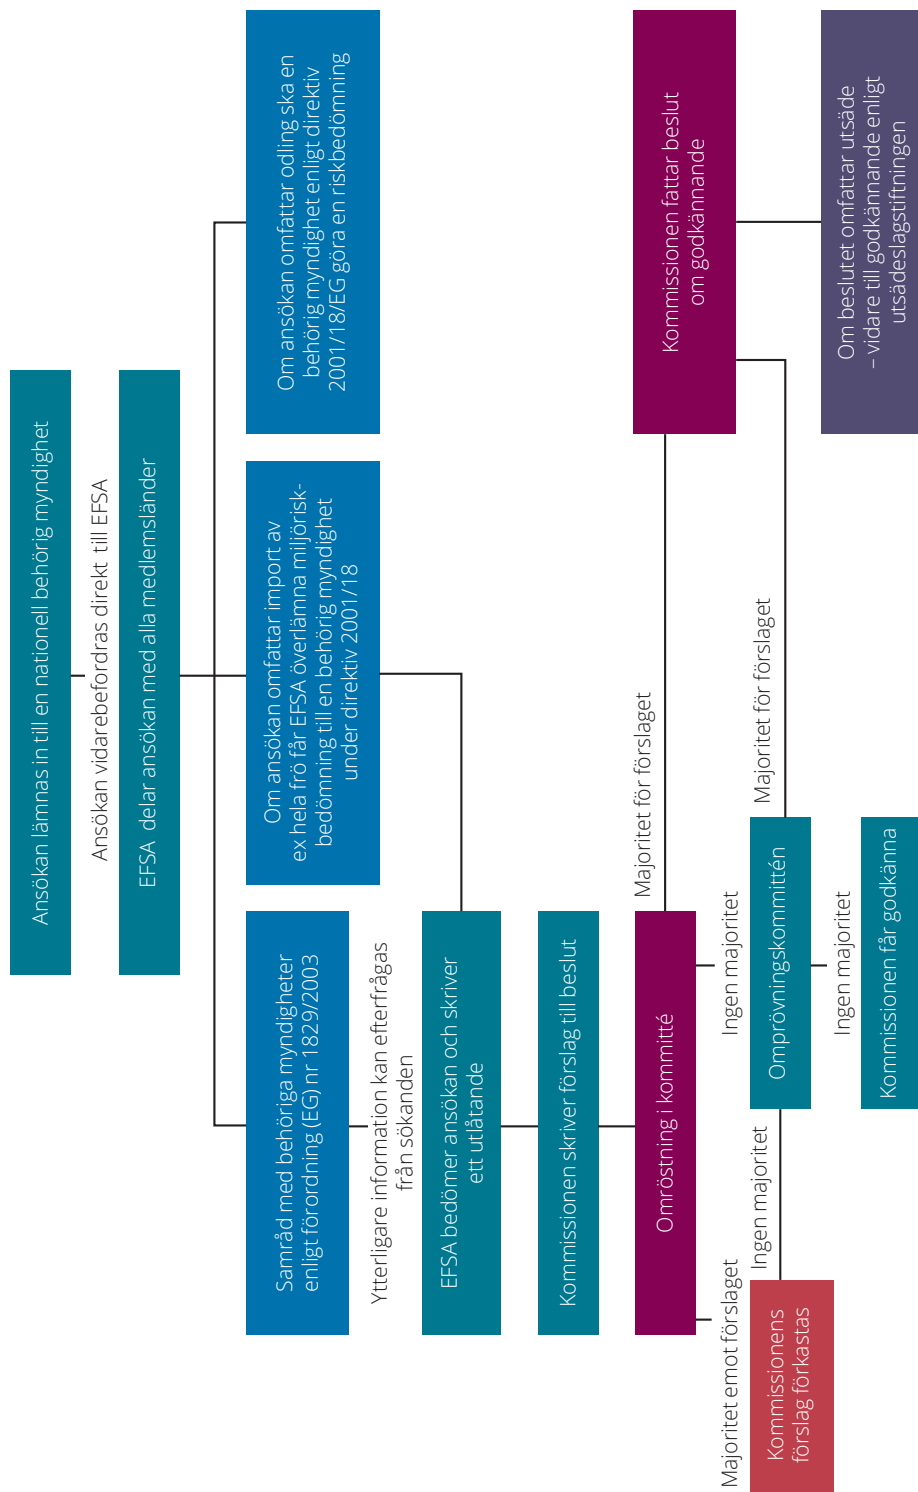 Ansökan lämnas in till en nationell behörig myndighet
Ansökan vidarebefordras direkt till EFSA
EFSA delar ansökan med alla medlemsländer
Samråd med behöriga myndigheter
enligt förordning (EG) nr 1829/2003
Om ansökan omfattar import av
ex hela frö får EFSA överlämna miljörisk-
bedömning till en behörig myndighet
under direktiv 2001/18
Om ansökan omfattar odling ska en
behörig myndighet enligt direktiv
2001/18/EG göra en riskbedömning
Ytterligare information kan efterfrågas
från sökanden
EFSA bedömer ansökan och skriver
ett utlåtande
Kommissionen skriver förslag till beslut
Omröstning i kommitté
Majoritet för förslaget
Kommissionen fattar beslut
om godkännande
Majoritet emot förslaget
Ingen majoritet
Kommissionens
förslag förkastas
Ingen majoritet
Omprövningskommittén
Majoritet för förslaget
Ingen majoritet
Kommissionen får godkänna
Om beslutet omfattar utsäde
– vidare till godkännande enligt
utsädeslagstiftningen